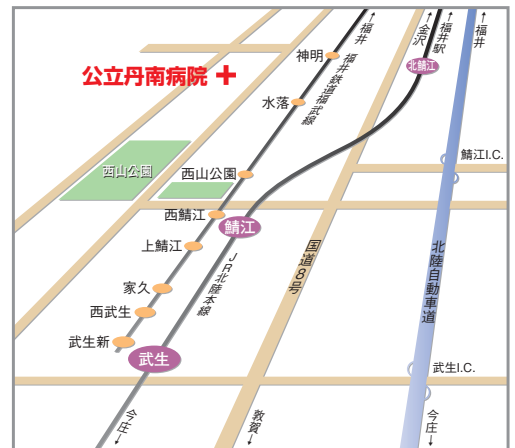 ↑福井
↑金沢
↑福井駅
↑福井
神明
北鯖江
公立丹南病院
福井鉄道福武線
水落
鯖江I.C.
西山公園
西山公園
西鯖江
鯖江
上鯖江
国道8号
北陸自動車道
JR北陸本線
家久
西武生
武生新
武生
武生I.C.
今庄↓
敦賀↓
今庄↓